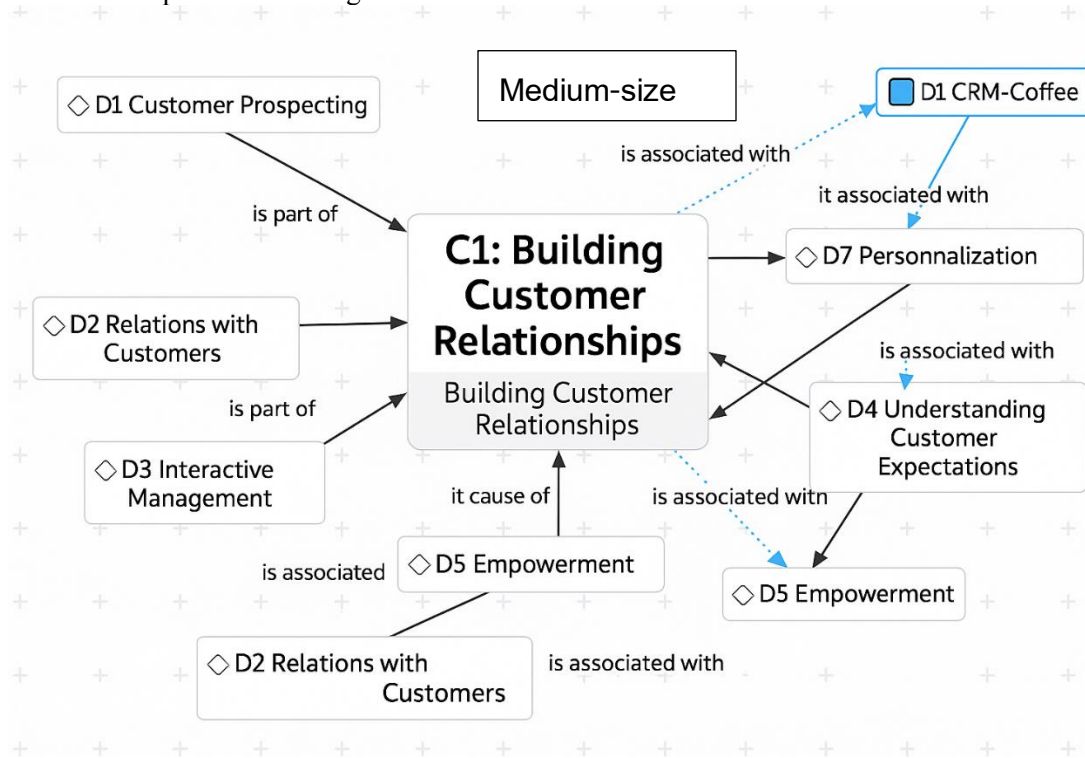 Medium-size
D1 CRM-Coffee
D1 Customer Prospecting
is associated with
it associated with
is part of
C1: Building
Customer
Relationships
D7 Personnalization
D2 Relations with
Customers
is associated with
Building Customer
Relationships
D4 Understanding
Customer
Expectations
is part of
D3 Interactive
Management
it cause of
is associated with
is associated
D5 Empowerment
D5 Empowerment
D2 Relations with
Customers
is associated with